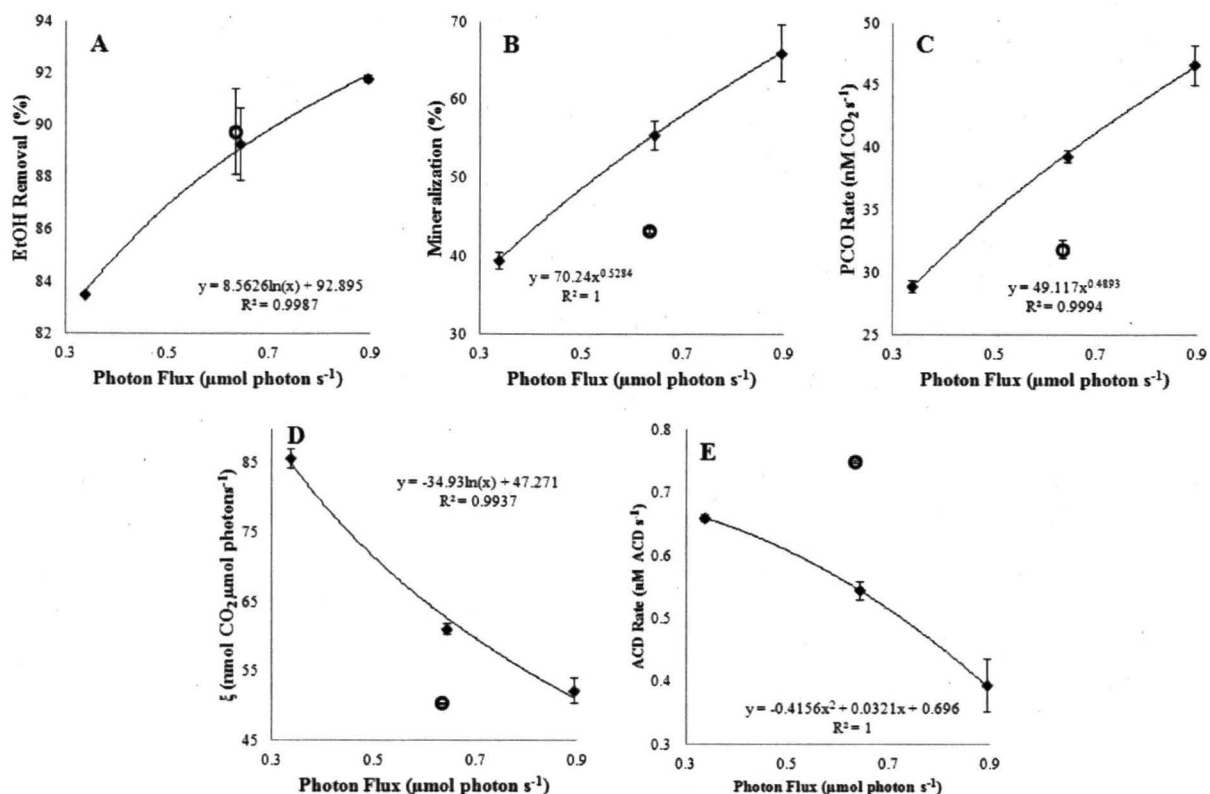 A
EtOH Removal (%)
94
92
90
88
86
84
82
y = 8.5626ln(x) + 92.895
R² = 0.9987
0.3 0.5 0.7 0.9
Photon Flux (µmol photon s⁻¹)
B
Mineralization (%)
70
60
50
40
30
y = 70.24x^0.5284
R² = 1
0.3 0.5 0.7 0.9
Photon Flux (µmol photon s⁻¹)
C
PCO Rate (nM CO₂ s⁻¹)
50
45
40
35
30
25
y = 49.117x^0.4893
R² = 0.9994
0.3 0.5 0.7 0.9
Photon Flux (µmol photon s⁻¹)
D
ξ (nmol CO₂ µmol photons⁻¹)
85
75
65
55
45
y = -34.93ln(x) + 47.271
R² = 0.9937
0.3 0.5 0.7 0.9
Photon Flux (µmol photon s⁻¹)
E
ACD Rate (nM ACD s⁻¹)
0.8
0.7
0.6
0.5
0.4
0.3
y = -0.4156x² + 0.0321x + 0.696
R² = 1
0.3 0.5 0.7 0.9
Photon Flux (µmol photon s⁻¹)